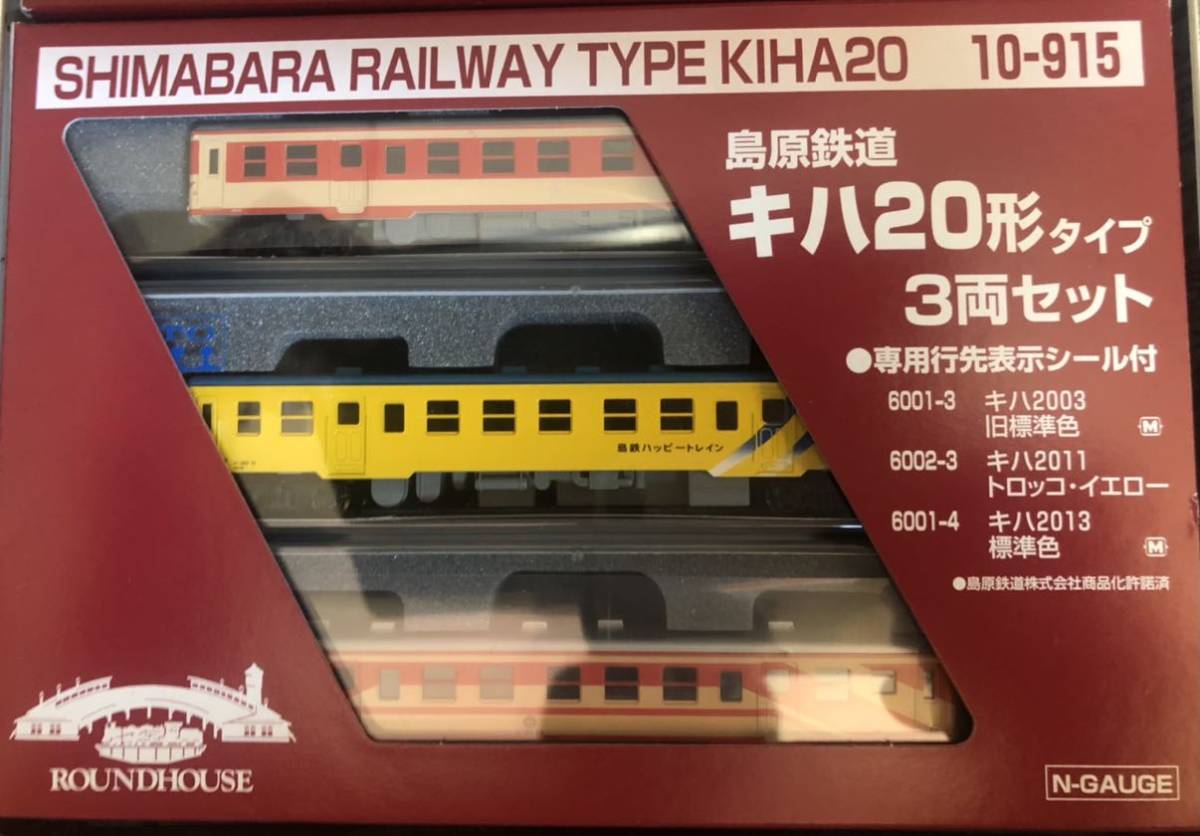 SHIMABARA RAILWAY TYPE KIHA20 10-915
島原鉄道
キハ20形タイプ
3両セット
●専用行先表示シール付
6001-3 キハ2003
旧標準色 M
6002-3 キハ2011
トロッコ・イエロー
6001-4 キハ2013
標準色 M
●島原鉄道株式会社商品化許諾済
島鉄ハッピートレイン
ROUNDHOUSE
N-GAUGE